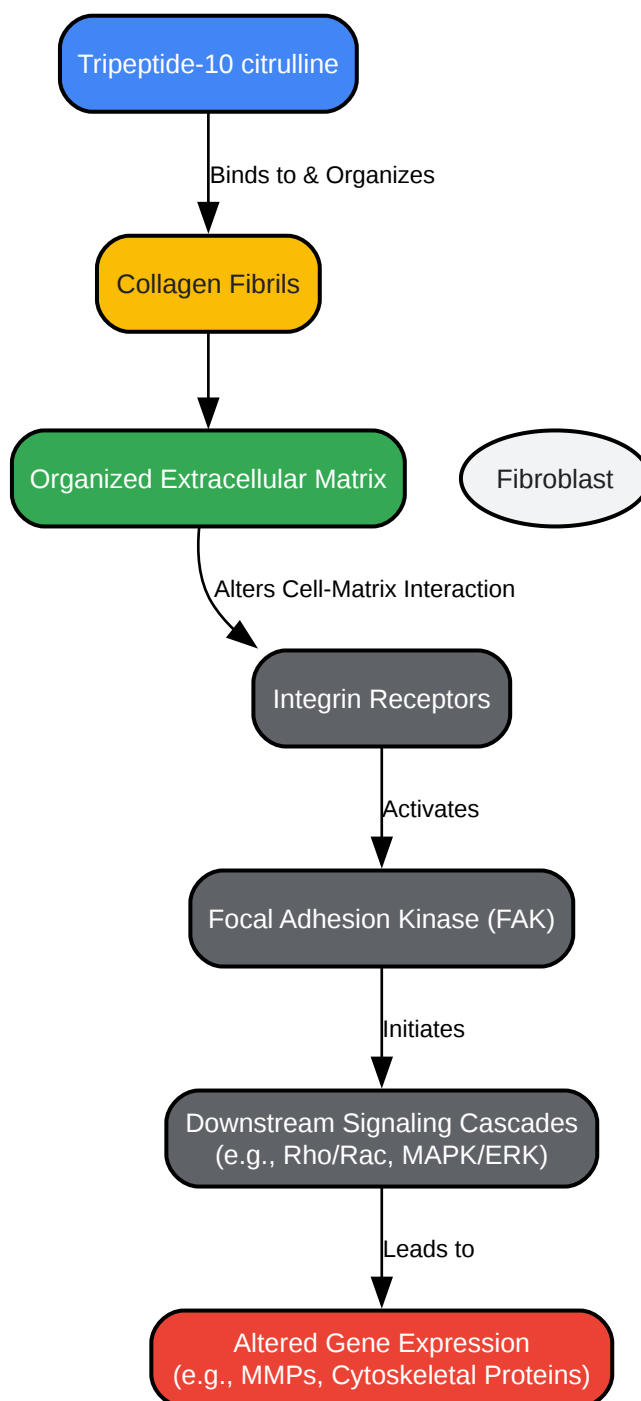 Tripeptide-10 citrulline
Binds to & Organizes
Collagen Fibrils
Organized Extracellular Matrix
Fibroblast
Alters Cell-Matrix Interaction
Integrin Receptors
Activates
Focal Adhesion Kinase (FAK)
Initiates
Downstream Signaling Cascades
(e.g., Rho/Rac, MAPK/ERK)
Leads to
Altered Gene Expression
(e.g., MMPs, Cytoskeletal Proteins)